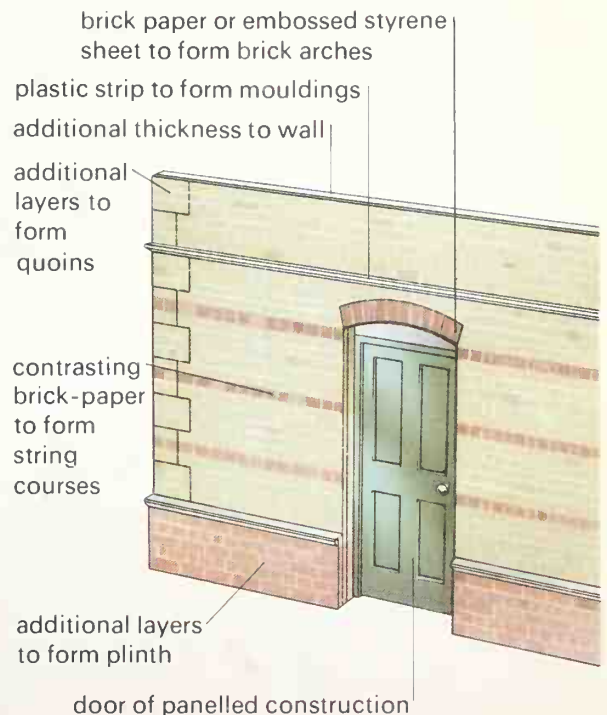 brick paper or embossed styrene
sheet to form brick arches
plastic strip to form mouldings
additional thickness to wall
additional
layers to
form
quoins
contrasting
brick-paper
to form
string
courses
additional layers
to form plinth
door of panelled construction